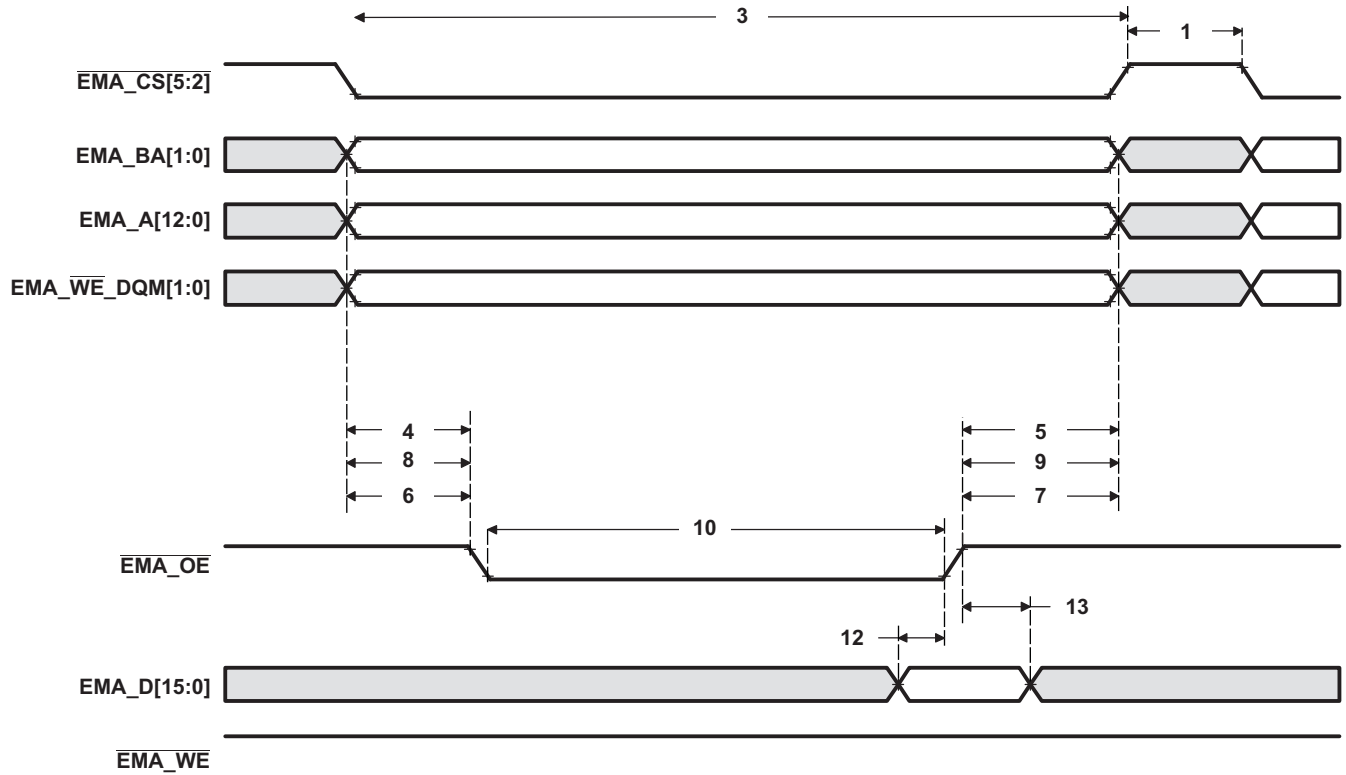 3
1
EMA_CS[5:2]
EMA_BA[1:0]
EMA_A[12:0]
EMA_WE_DQM[1:0]
4 5
8 9
6 7
10
EMA_OE
13
12
EMA_D[15:0]
EMA_WE